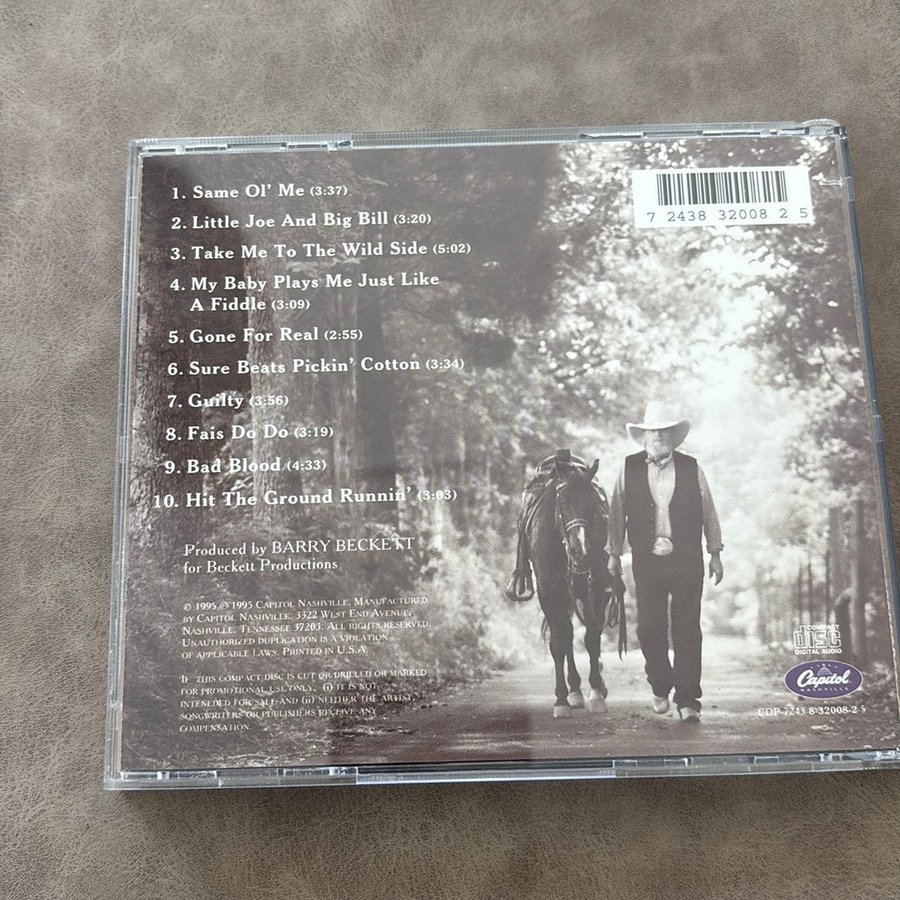 1. Same Ol' Me (3:37)
2. Little Joe And Big Bill (3:20)
3. Take Me To The Wild Side (5:02)
4. My Baby Plays Me Just Like
A Fiddle (3:09)
5. Gone For Real (2:55)
6. Sure Beats Pickin' Cotton (3:34)
7. Guilty (3:56)
8. Fais Do Do (3:19)
9. Bad Blood (4:33)
10. Hit The Ground Runnin' (3:03)
Produced by BARRY BECKETT
for Beckett Productions
© 1995 ℗ 1995 CAPITOL NASHVILLE. MANUFACTURED
BY CAPITOL NASHVILLE, 3322 WEST END AVENUE,
NASHVILLE, TENNESSEE 37203. ALL RIGHTS RESERVED.
UNAUTHORIZED DUPLICATION IS A VIOLATION
OF APPLICABLE LAWS. PRINTED IN U.S.A
IF THIS COMPACT DISC IS CUT OR DRILLED OR MARKED
FOR PROMOTIONAL USE ONLY, (i) IT IS NOT
INTENDED FOR SALE AND (ii) NEITHER THE ARTIST
SONGWRITERS OR PUBLISHERS RECEIVE ANY
COMPENSATION.
7 24383 2008 2 5
COMPACT
disc
DIGITAL AUDIO
Capitol
NASHVILLE
CDP-7243 8-32008-2 5